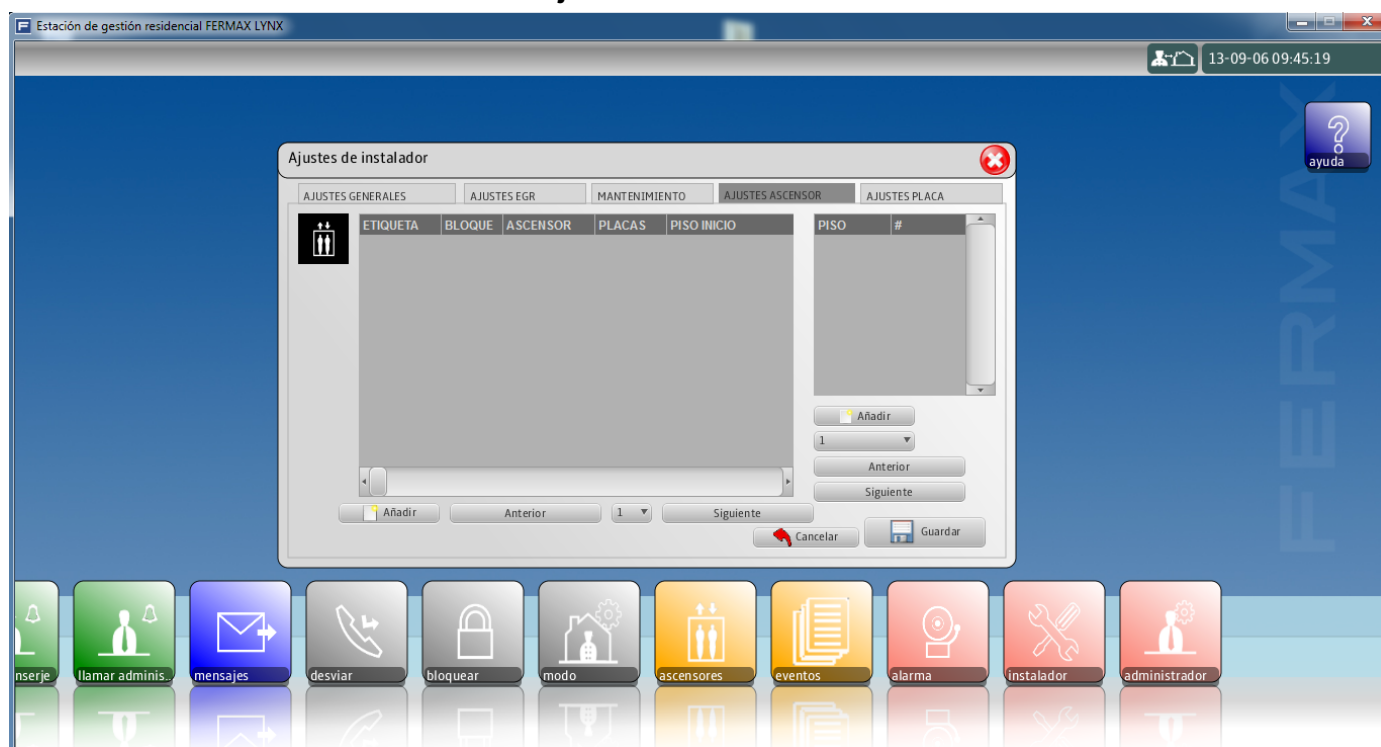 Estación de gestión residencial FERMAX LYNX
13-09-06 09:45:19
ayuda
Ajustes de instalador
AJUSTES GENERALES AJUSTES EGR MANTENIMIENTO AJUSTES ASCENSOR AJUSTES PLACA
ETIQUETA BLOQUE ASCENSOR PLACAS PISO INICIO PISO #
Añadir
1
Anterior
Siguiente
Añadir Anterior 1 Siguiente
Cancelar Guardar
FERMAX
nserje llamar adminis.. mensajes desviar bloquear modo ascensores eventos alarma instalador administrador